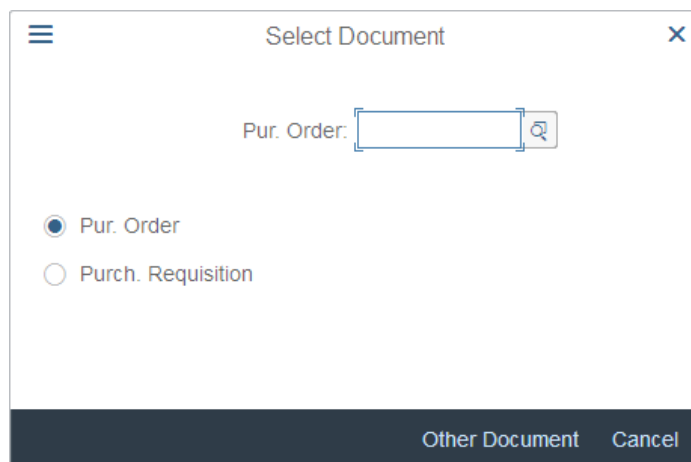 Select Document
Pur. Order:
Pur. Order
Purch. Requisition
Other Document Cancel